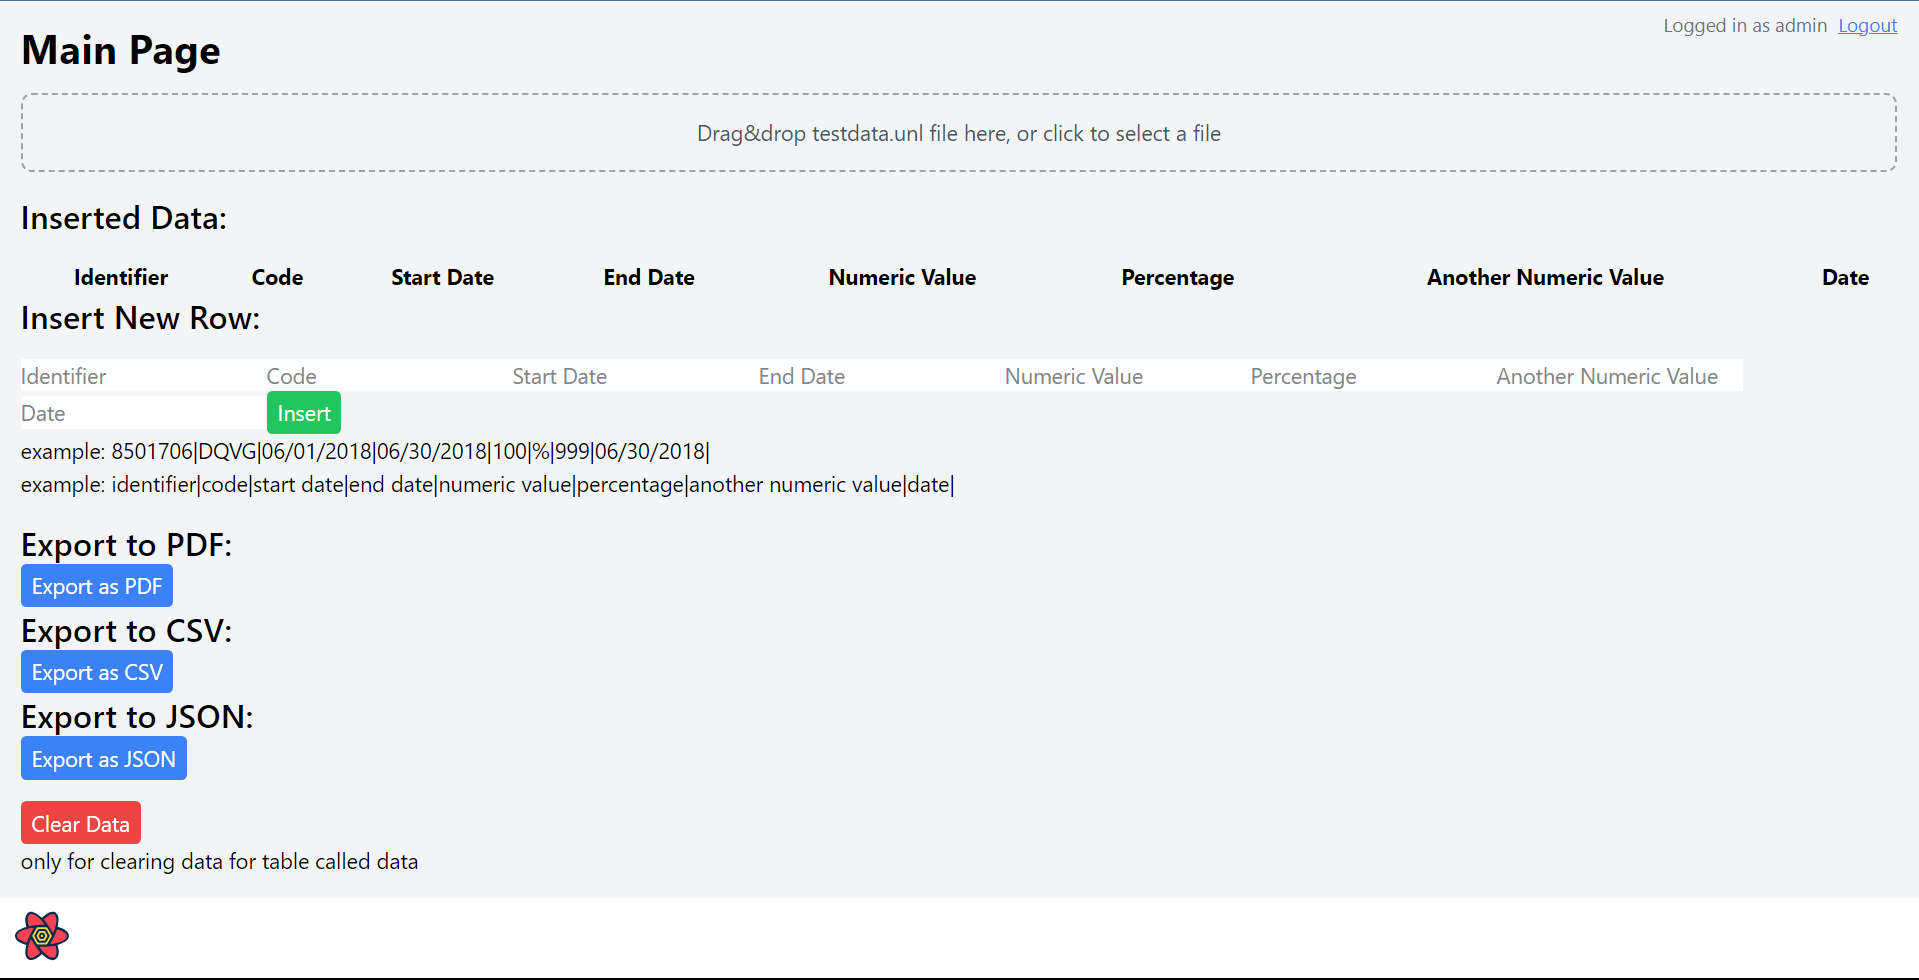 Logged in as admin Logout
Main Page
Drag&drop testdata.unl file here, or click to select a file
Inserted Data:
Identifier Code Start Date End Date Numeric Value Percentage Another Numeric Value Date
Insert New Row:
Identifier Code Start Date End Date Numeric Value Percentage Another Numeric Value
Date Insert
example: 8501706|DQVG|06/01/2018|06/30/2018|100|%|999|06/30/2018|
example: identifier|code|start date|end date|numeric value|percentage|another numeric value|date|
Export to PDF:
Export as PDF
Export to CSV:
Export as CSV
Export to JSON:
Export as JSON
Clear Data
only for clearing data for table called data